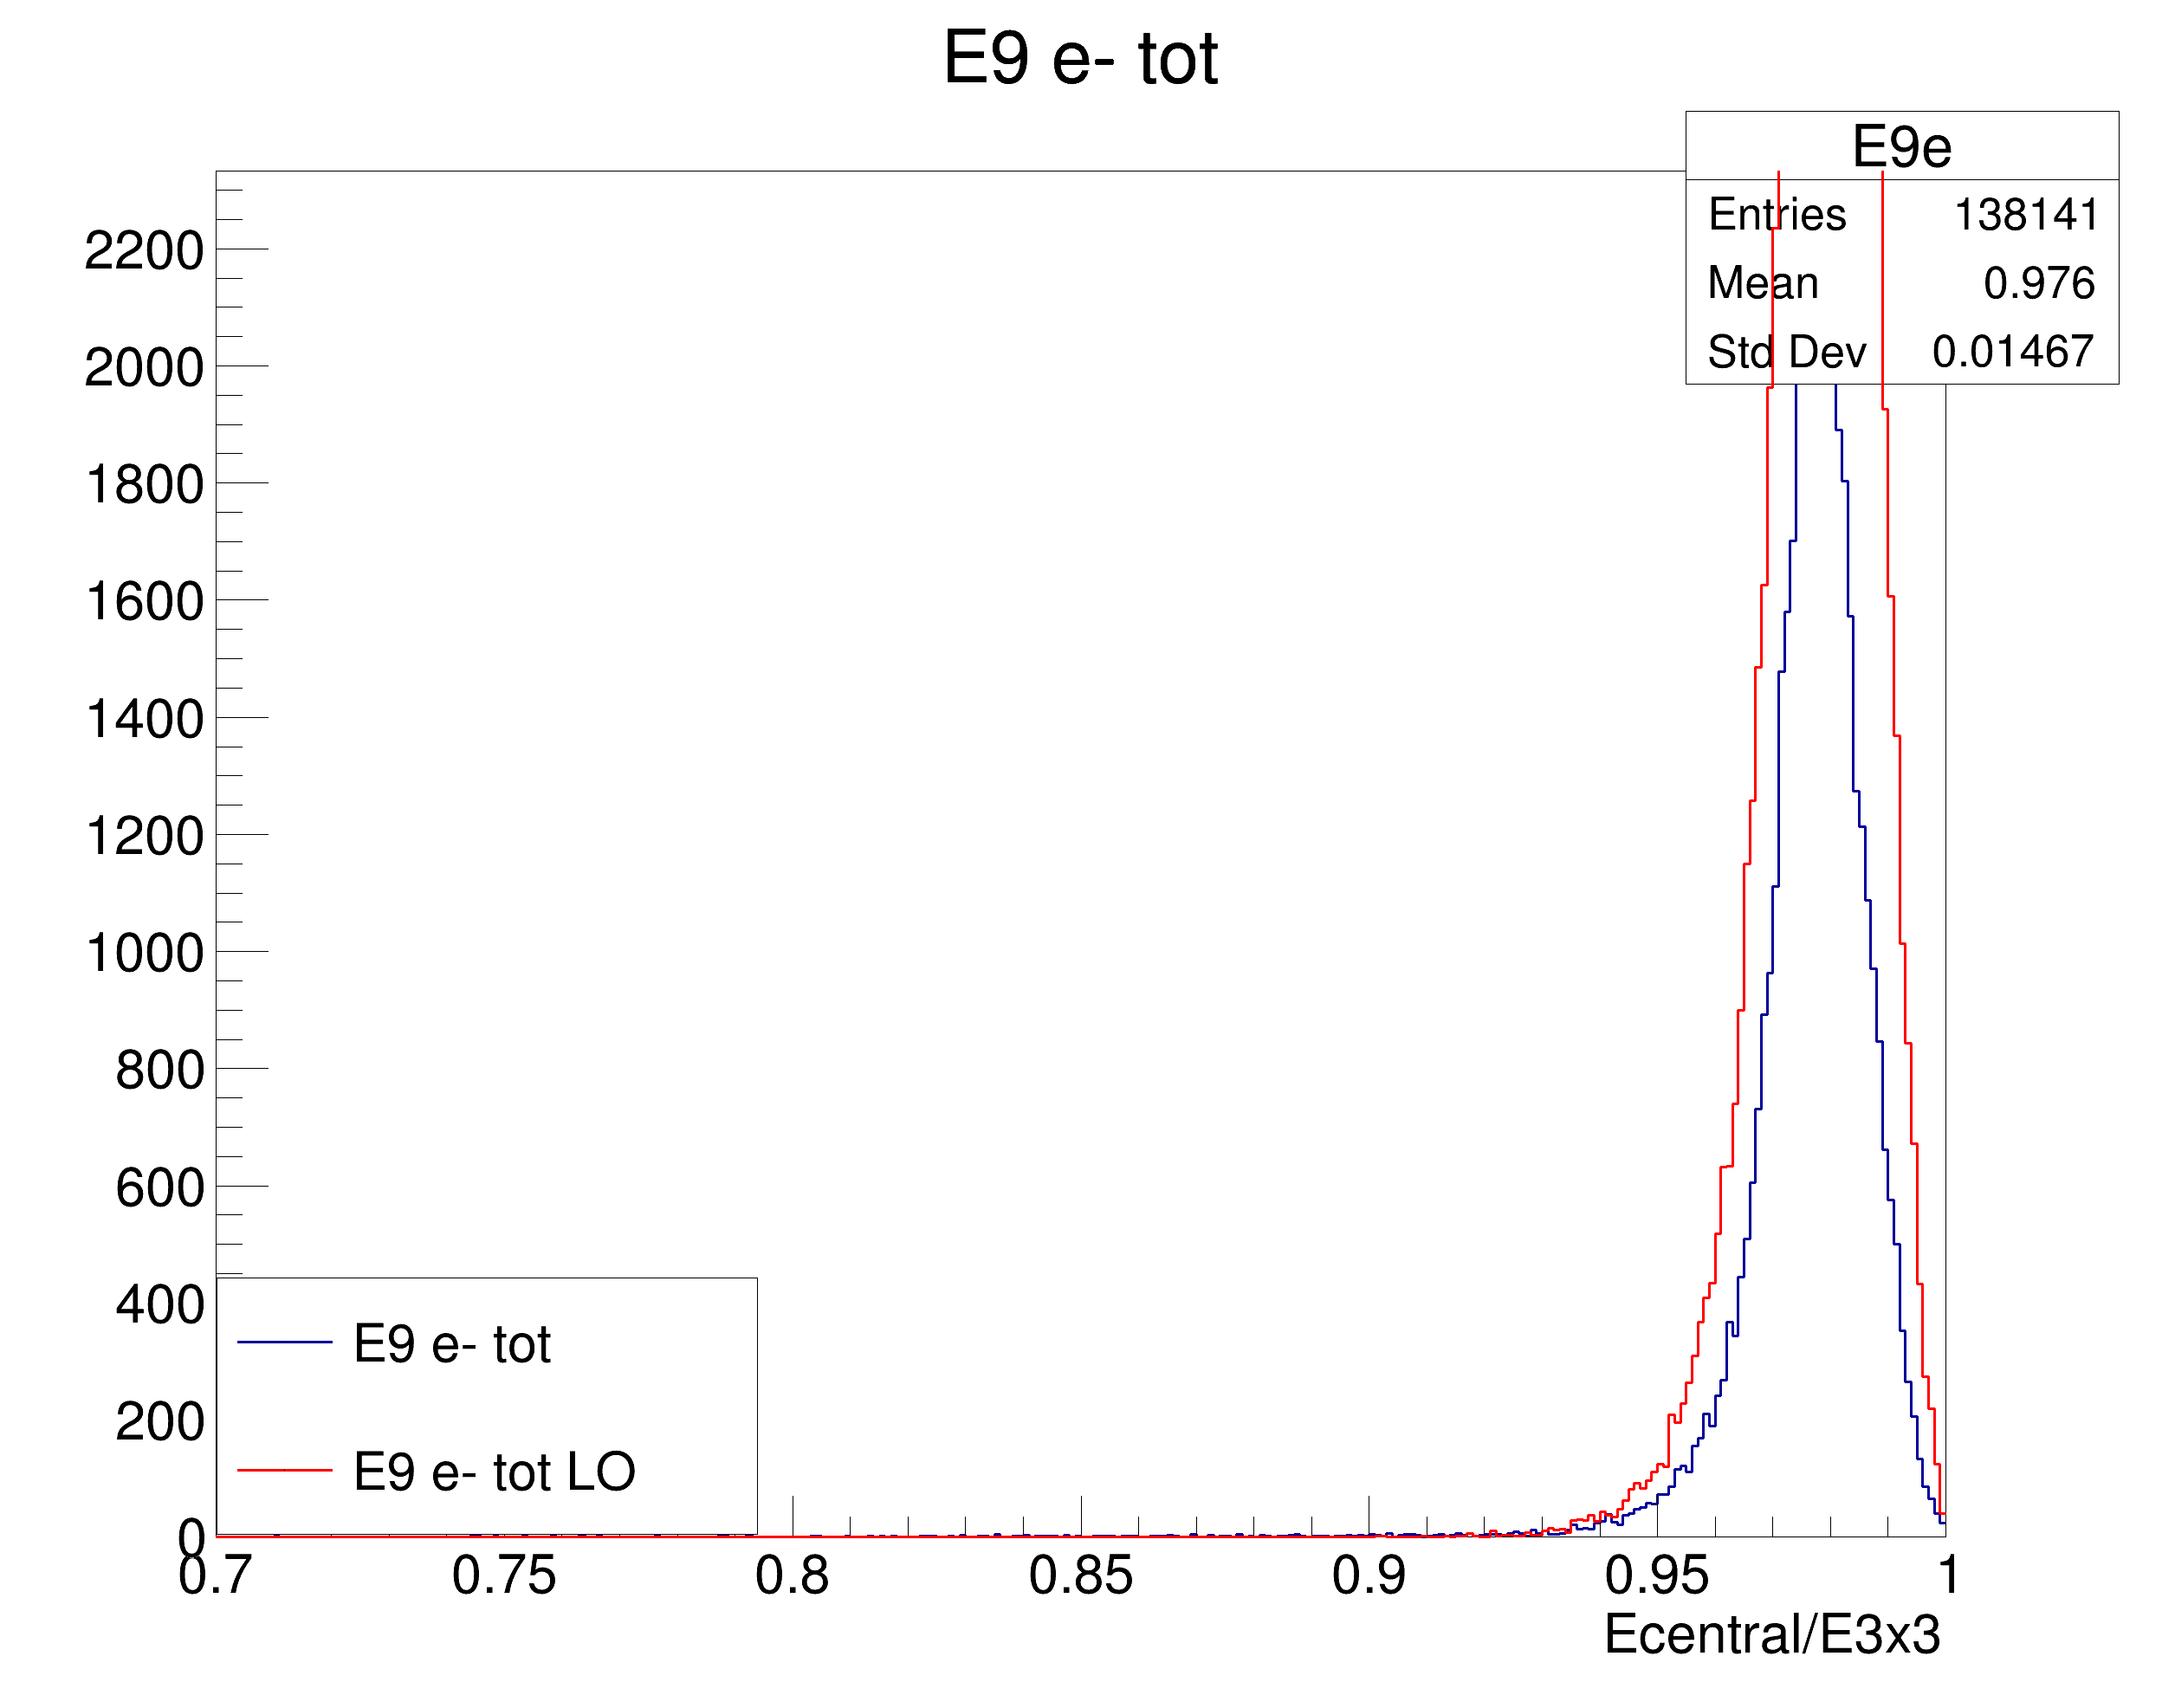 E9 e- tot
E9e
Entries 138141
Mean 0.976
Std Dev 0.01467
2200
2000
1800
1600
1400
1200
1000
800
600
400
200
0
E9 e- tot
E9 e- tot LO
0.7 0.75 0.8 0.85 0.9 0.95 1
Ecentral/E3x3